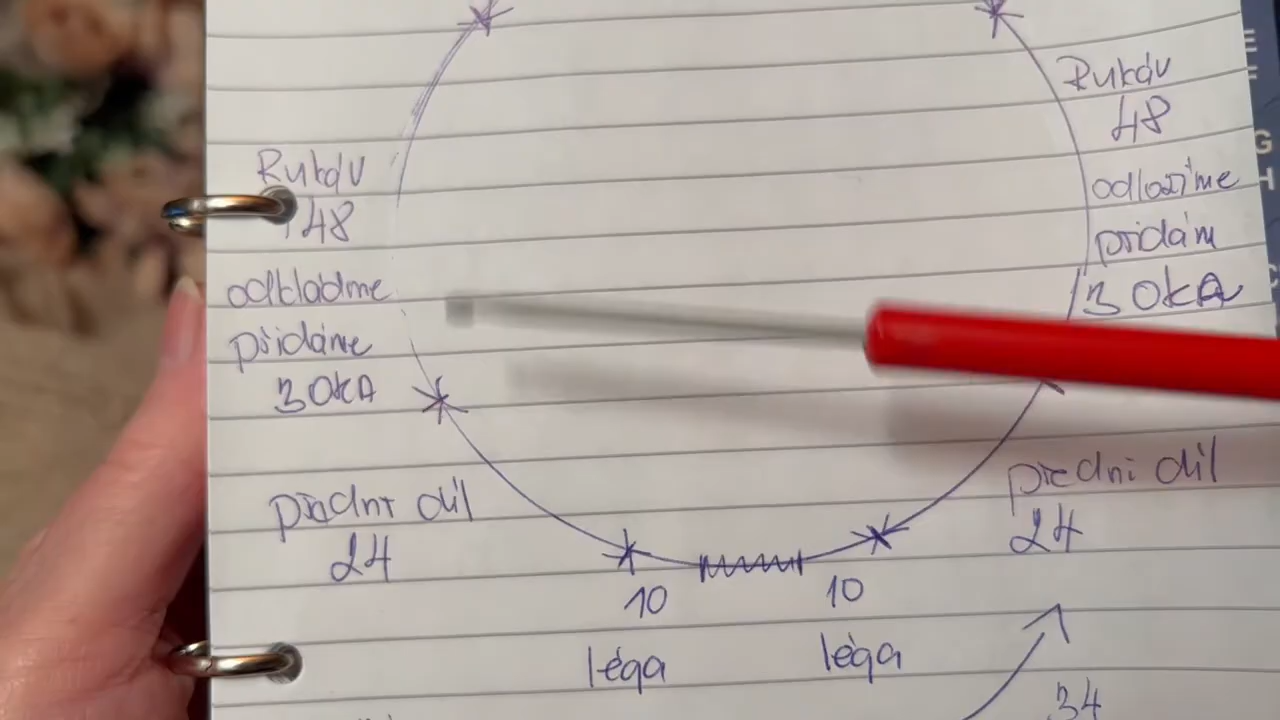 Rukáv
48
odkládme
přidáme
3 OKA
přední díl
24
10
léga
Rukáv
48
odložíme
přidám
3 OKA
přední díl
24
10
léga
34
E
F
G
H